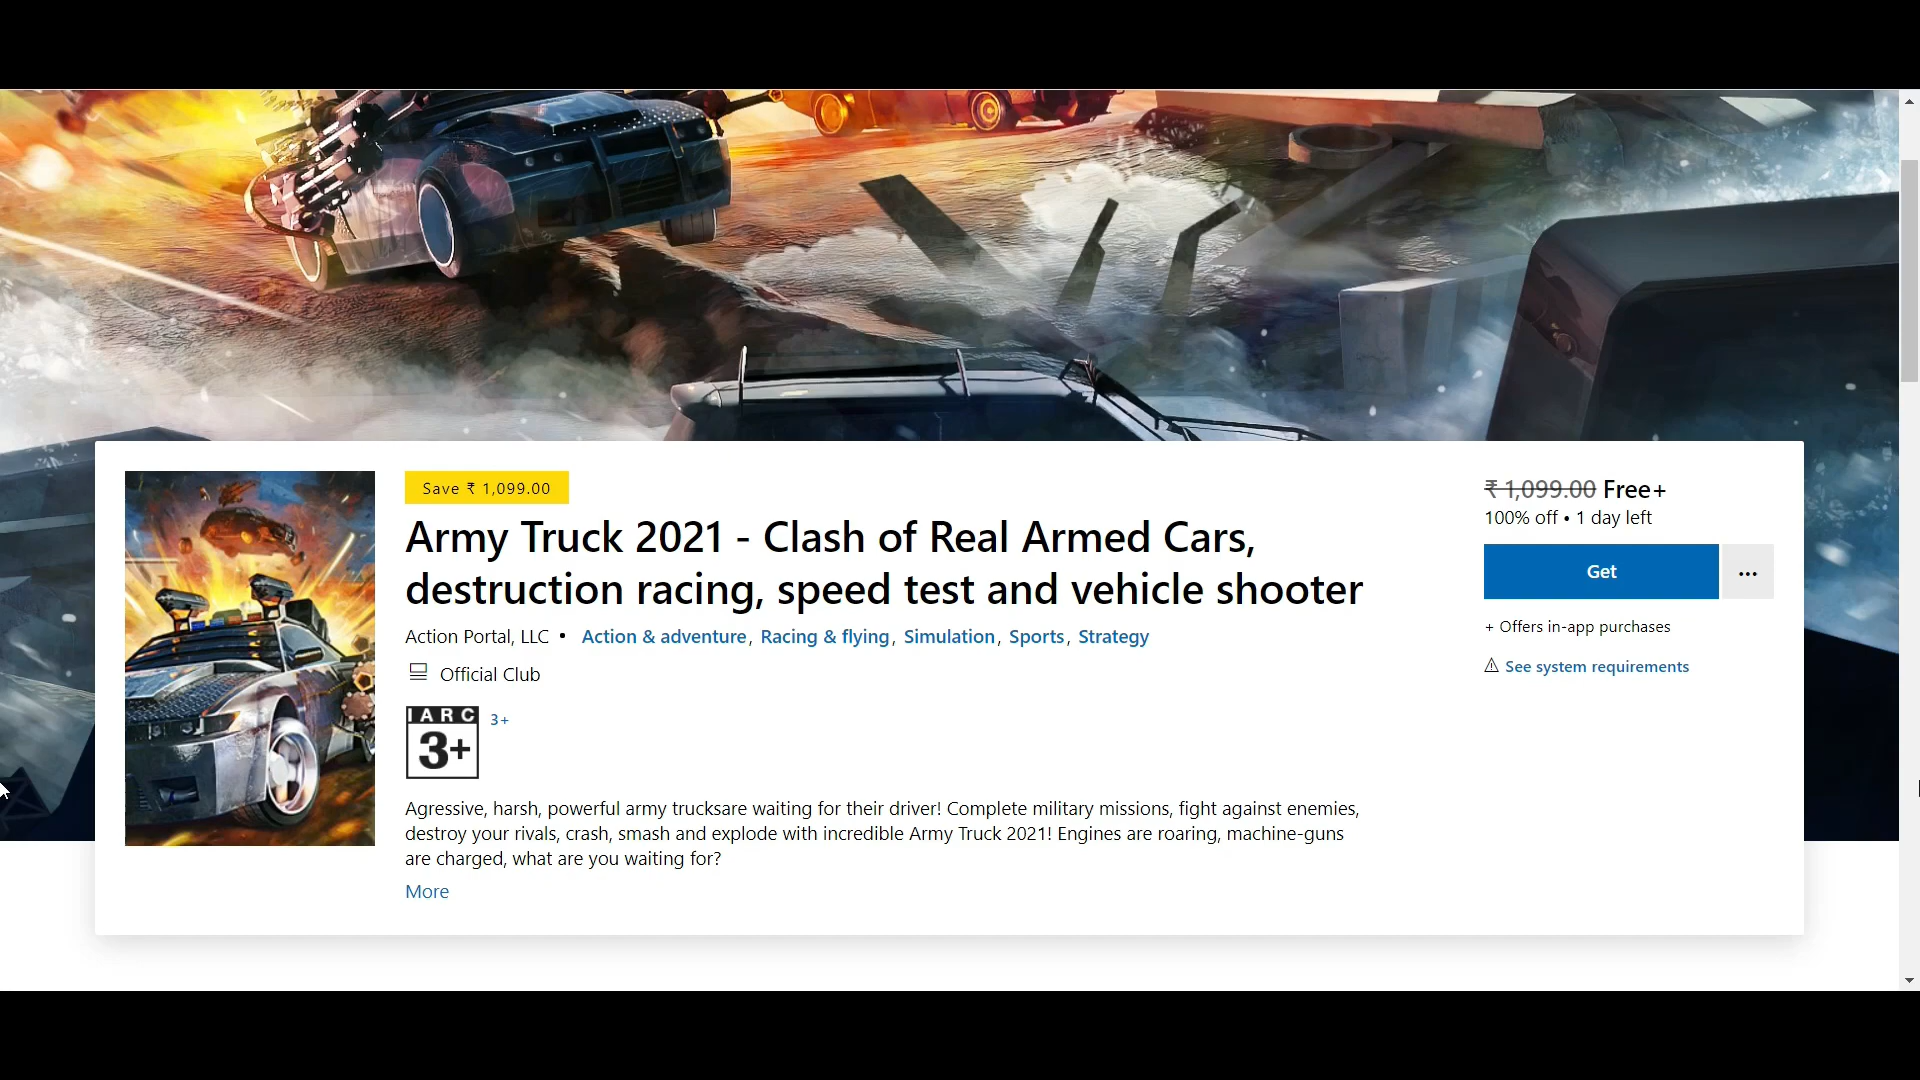 Save ₹ 1,099.00
Army Truck 2021 - Clash of Real Armed Cars,
destruction racing, speed test and vehicle shooter
Action Portal, LLC • Action & adventure, Racing & flying, Simulation, Sports, Strategy
Official Club
IARC
3+
3+
Agressive, harsh, powerful army trucksare waiting for their driver! Complete military missions, fight against enemies,
destroy your rivals, crash, smash and explode with incredible Army Truck 2021! Engines are roaring, machine-guns
are charged, what are you waiting for?
More
₹ 1,099.00 Free+
100% off • 1 day left
Get
...
+ Offers in-app purchases
See system requirements